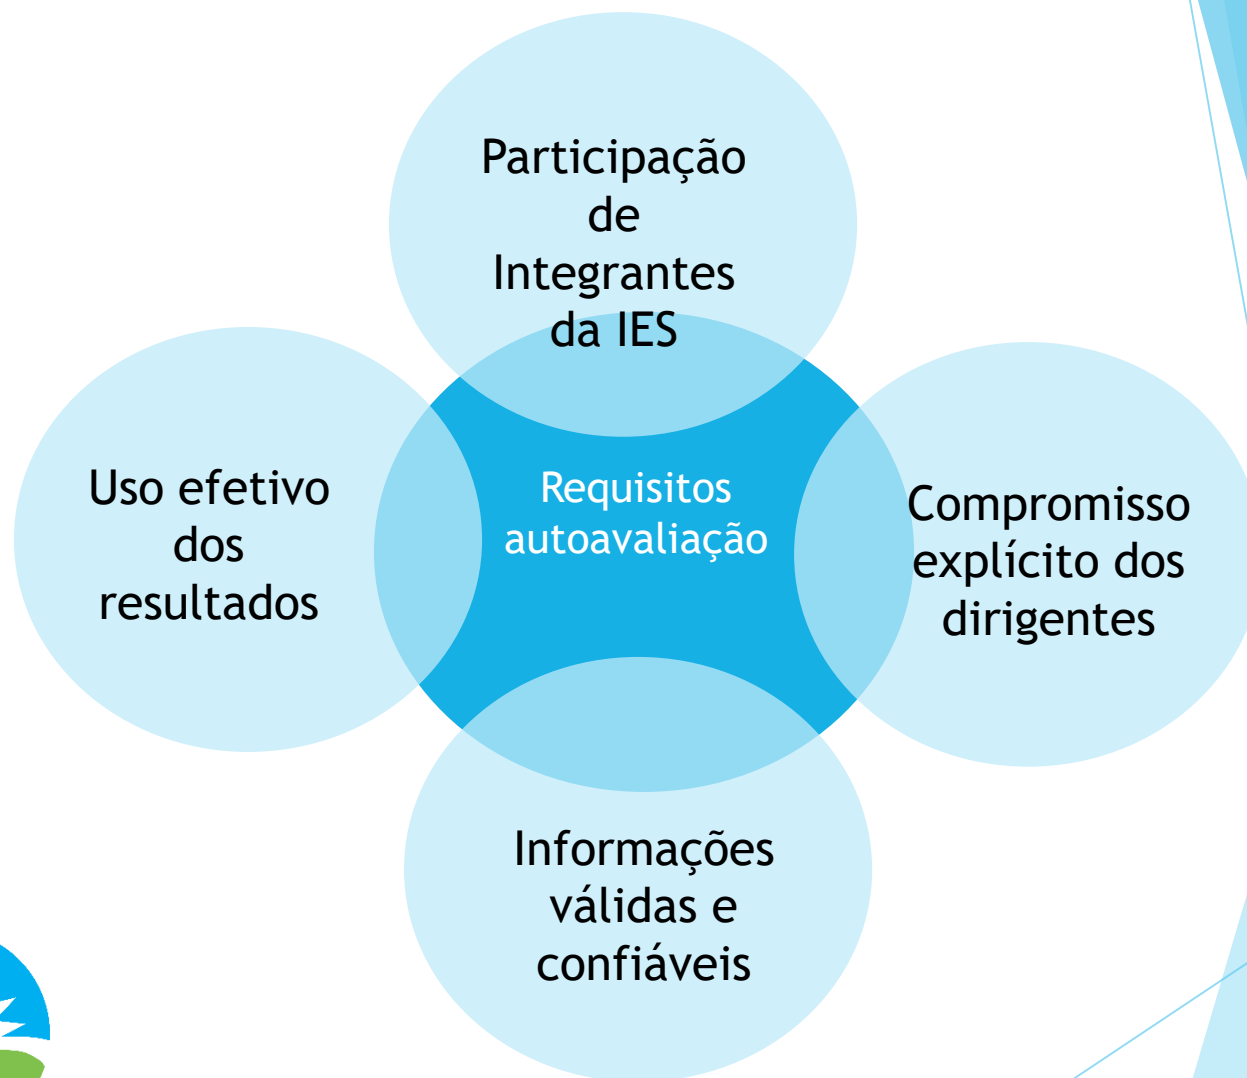 Participação
de
Integrantes
da IES
Uso efetivo
dos
resultados
Requisitos
autoavaliação
Compromisso
explícito dos
dirigentes
Informações
válidas e
confiáveis